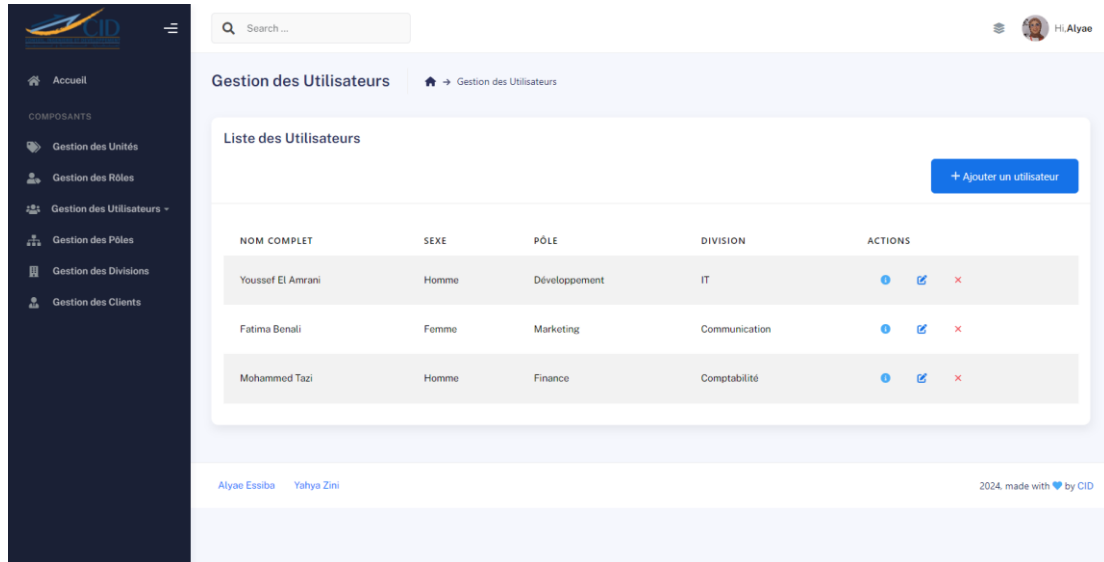 CID
Search ...
Hi,Alyae
Accueil
COMPOSANTS
Gestion des Unités
Gestion des Rôles
Gestion des Utilisateurs
Gestion des Pôles
Gestion des Divisions
Gestion des Clients
Gestion des Utilisateurs
→ Gestion des Utilisateurs
Liste des Utilisateurs
+ Ajouter un utilisateur
NOM COMPLET SEXE PÔLE DIVISION ACTIONS
Youssef El Amrani Homme Développement IT
Fatima Benali Femme Marketing Communication
Mohammed Tazi Homme Finance Comptabilité
Alyae Essiba Yahya Zini
2024, made with 💙 by CID